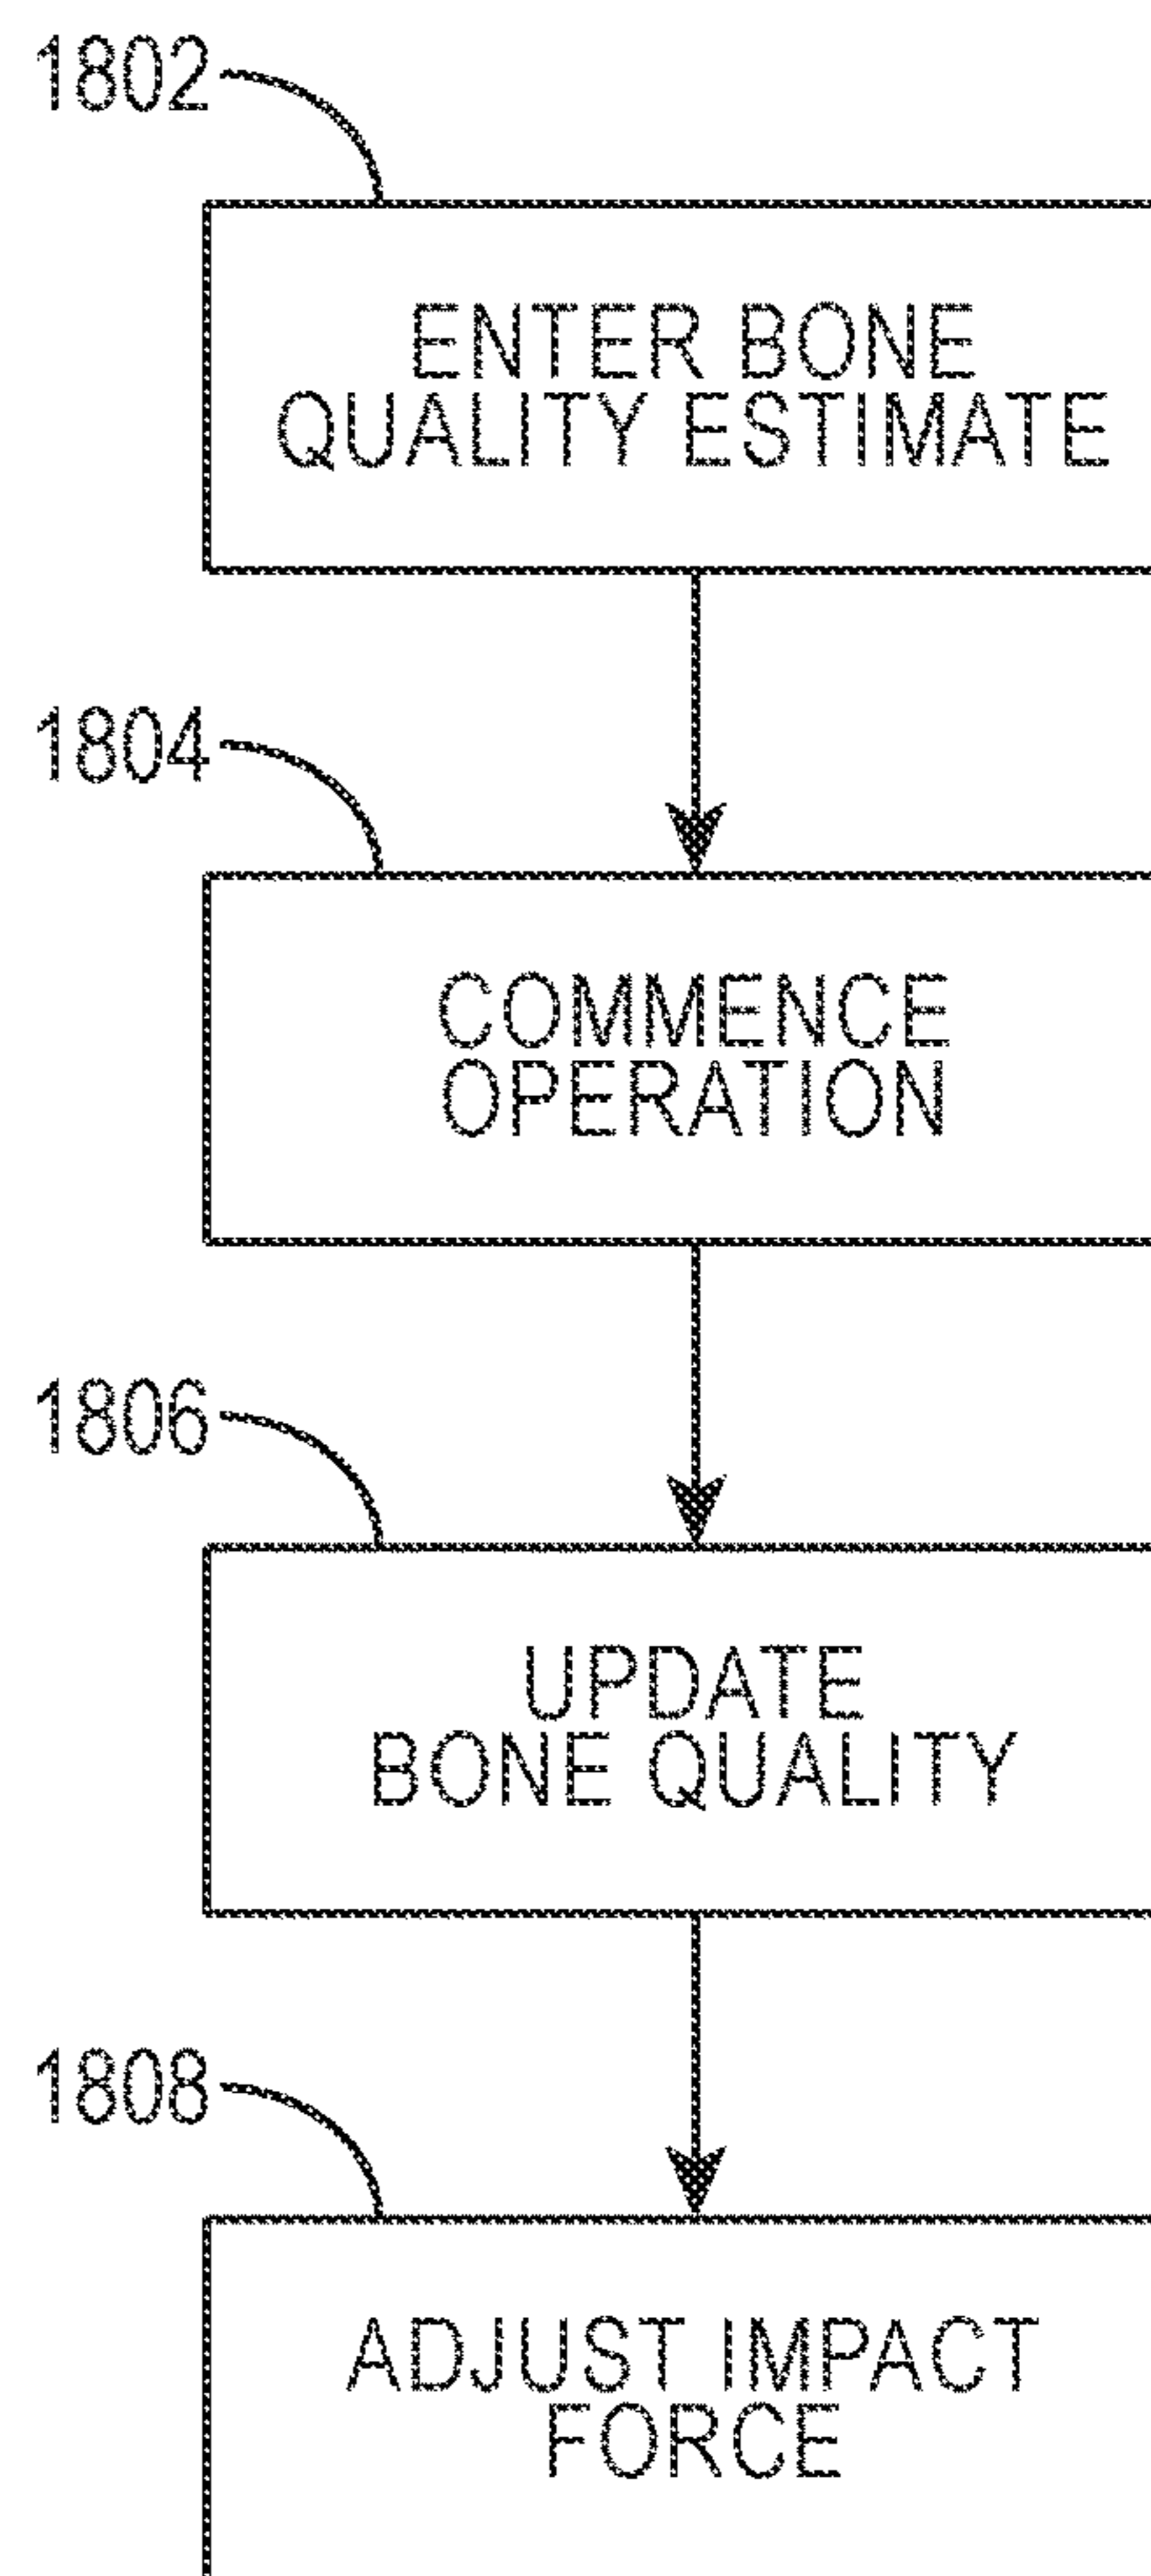 1802
ENTER BONE
QUALITY ESTIMATE
1804
COMMENCE
OPERATION
1806
UPDATE
BONE QUALITY
1808
ADJUST IMPACT
FORCE